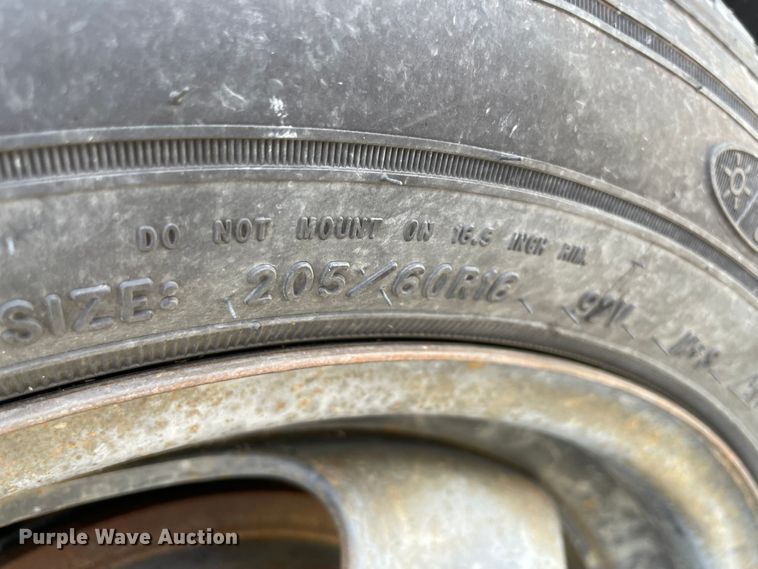 DO NOT MOUNT ON 16.5 INCH RIM.
SIZE: 205/60R16 92V M+S
Purple Wave Auction